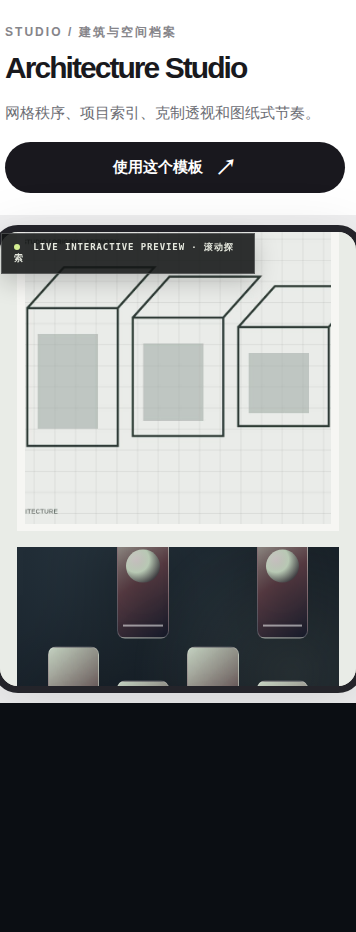 STUDIO / 建筑与空间档案
Architecture Studio
网格秩序、项目索引、克制透视和图纸式节奏。
使用这个模板 ↗
LIVE INTERACTIVE PREVIEW · 滚动探
索
ITECTURE